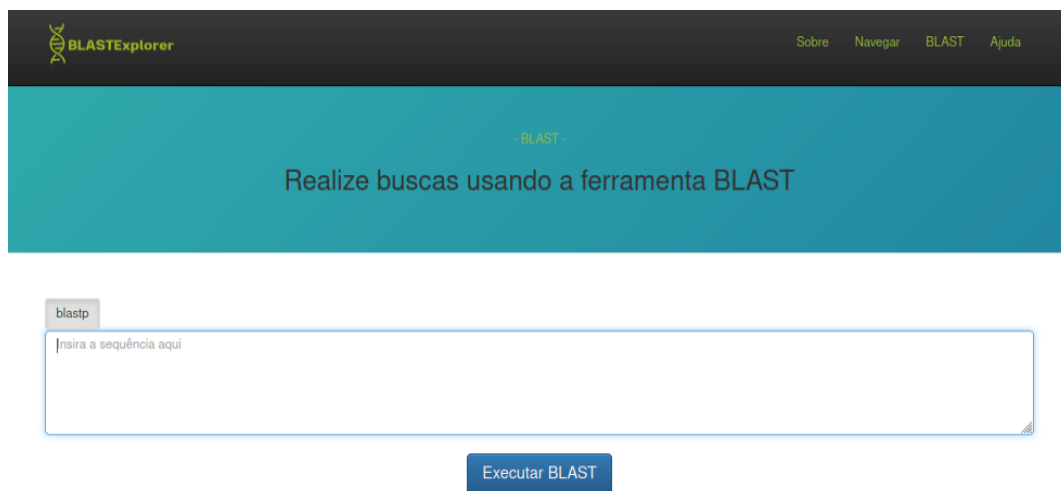 BLASTExplorer
Sobre Navegar BLAST Ajuda
- BLAST -
Realize buscas usando a ferramenta BLAST
blastp
Insira a sequência aqui
Executar BLAST